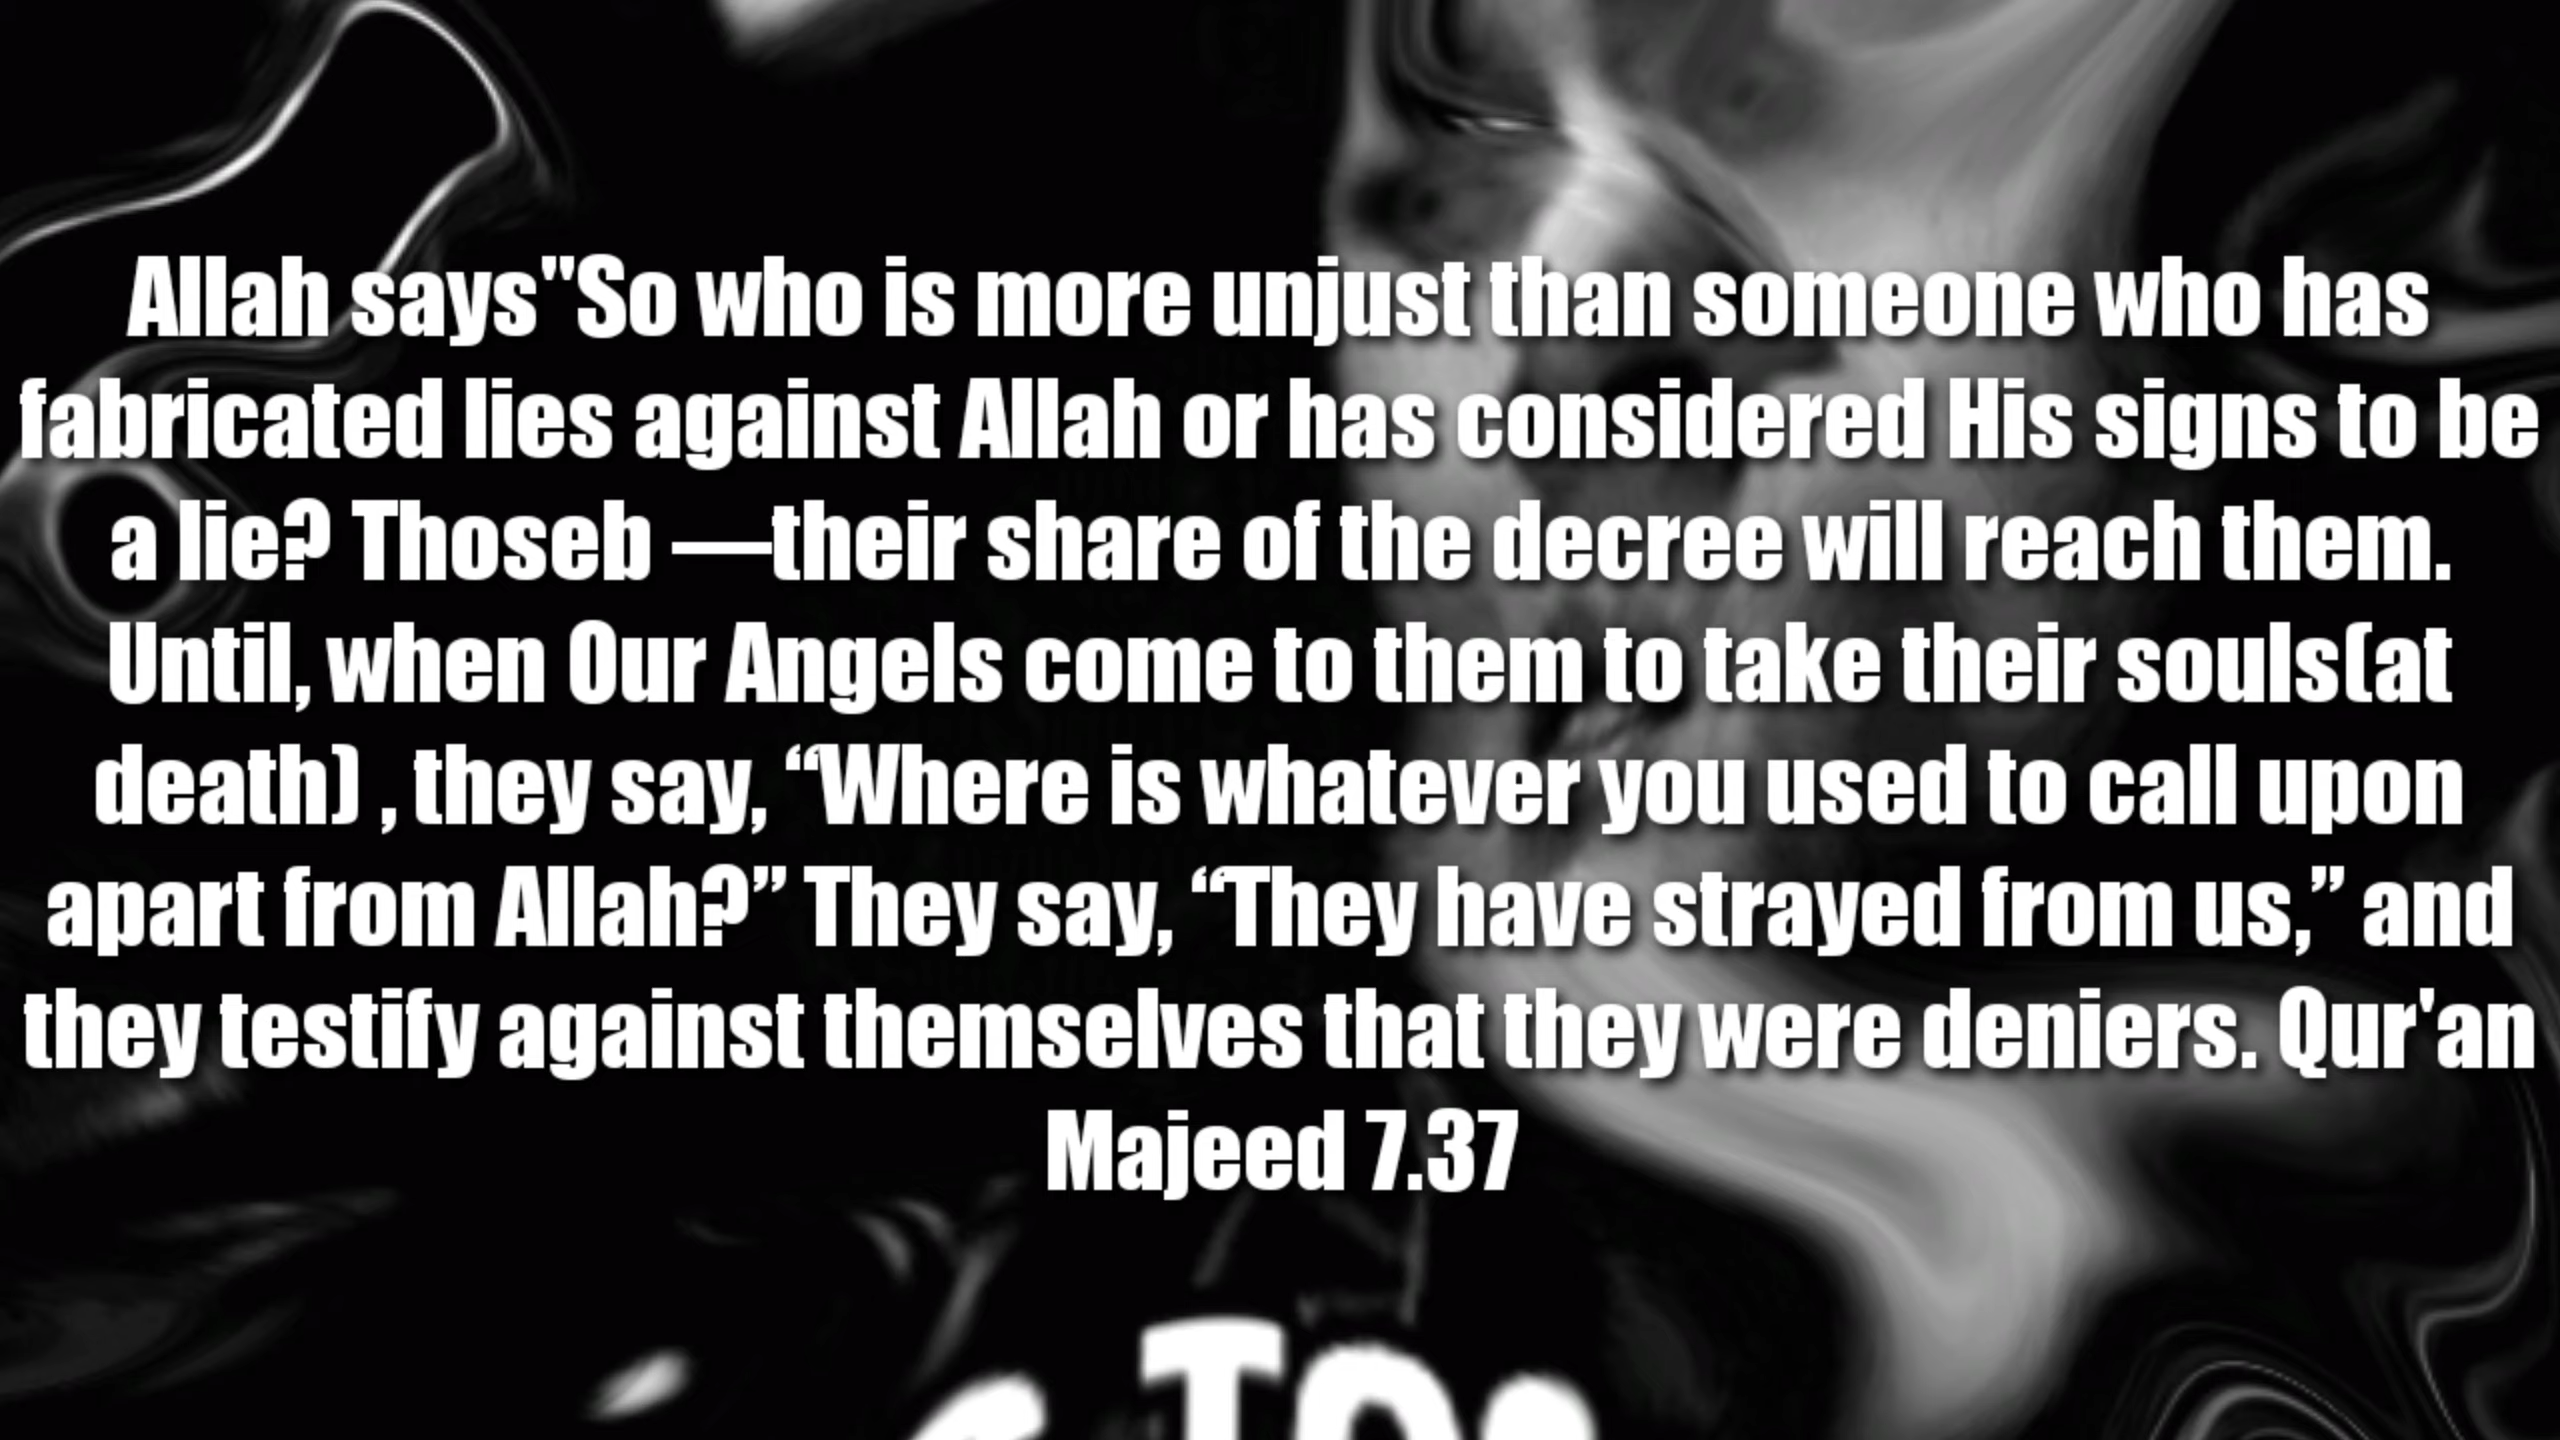 Allah says"So who is more unjust than someone who has
fabricated lies against Allah or has considered His signs to be
a lie? Thoseb —their share of the decree will reach them.
Until, when Our Angels come to them to take their souls(at
death) , they say, “Where is whatever you used to call upon
apart from Allah?” They say, “They have strayed from us,” and
they testify against themselves that they were deniers. Qur'an
Majeed 7.37